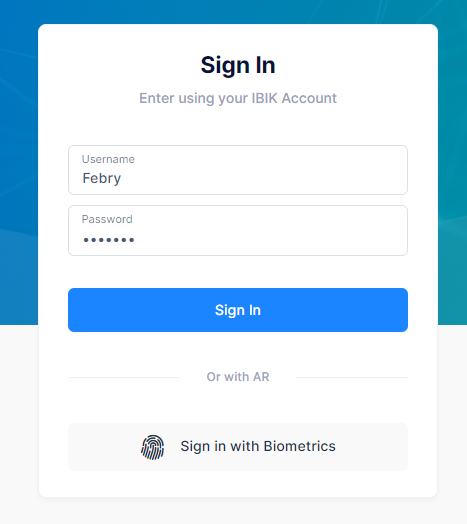 Sign In
Enter using your IBIK Account
Username
Febry
Password
•••••••
Sign In
Or with AR
Sign in with Biometrics